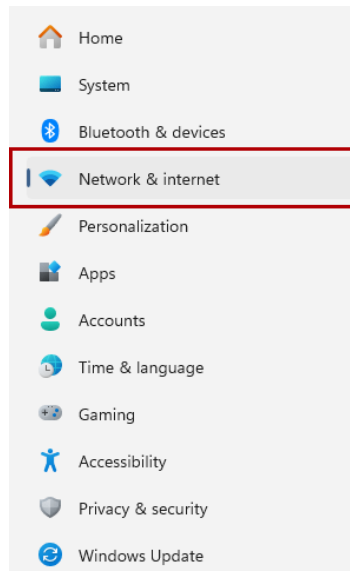 Home
System
Bluetooth & devices
Network & internet
Personalization
Apps
Accounts
Time & language
Gaming
Accessibility
Privacy & security
Windows Update